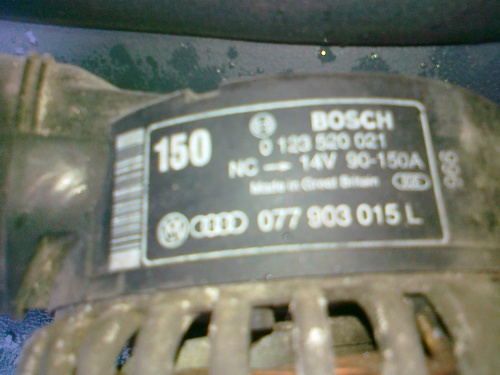 150
BOSCH
0 123 520 021
NC 14V 90-150A
Made in Great Britain
077 903 015 L